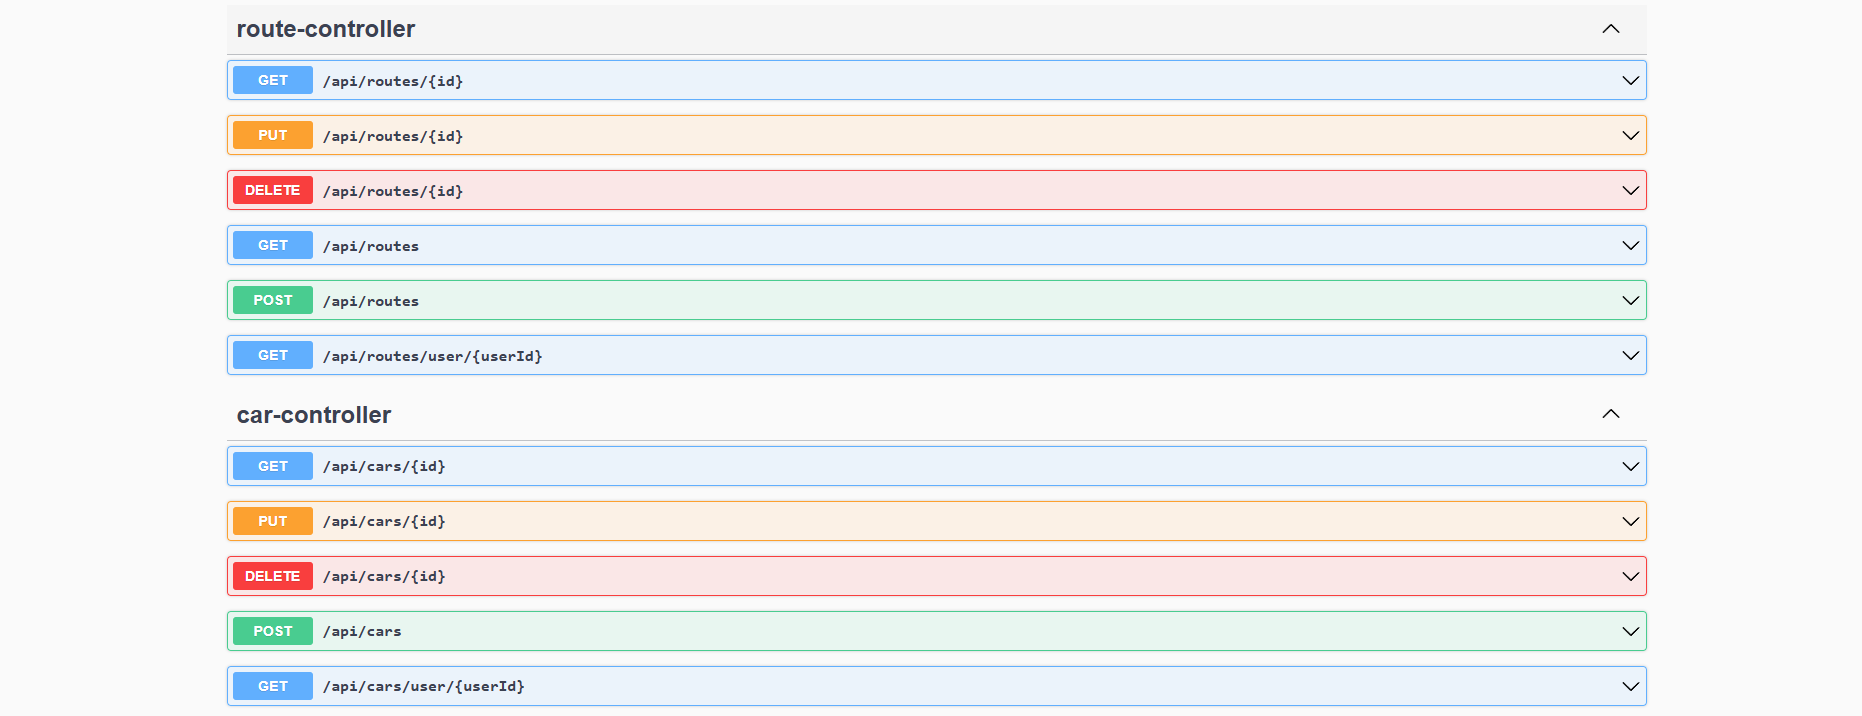 route-controller
GET /api/routes/{id}
PUT /api/routes/{id}
DELETE /api/routes/{id}
GET /api/routes
POST /api/routes
GET /api/routes/user/{userId}
car-controller
GET /api/cars/{id}
PUT /api/cars/{id}
DELETE /api/cars/{id}
POST /api/cars
GET /api/cars/user/{userId}